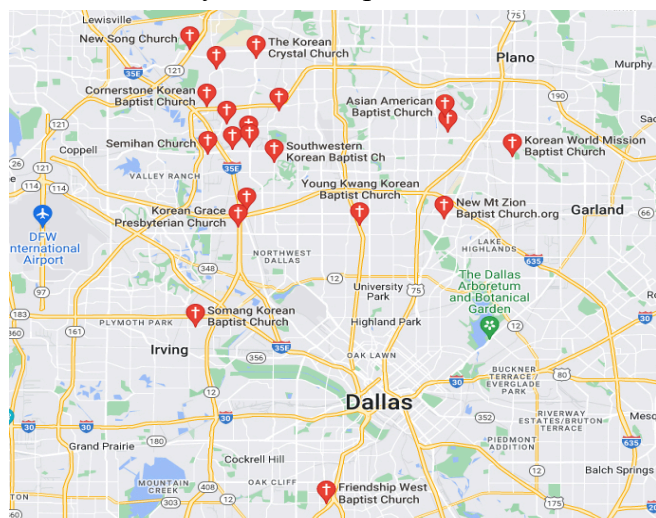 Lewisville
New Song Church
The Korean
Crystal Church
75
Plano
Murphy
35E
121
Cornerstone Korean
Baptist Church
Asian American
Baptist Church
190
121
Coppell
Semihan Church
Southwestern
Korean Baptist Ch
Korean World Mission
Baptist Church
26
121
114
114
VALLEY RANCH
35E
Young Kwang Korean
Baptist Church
New Mt Zion
Baptist Church.org
Garland
66
Korean Grace
Presbyterian Church
DFW
International
Airport
LAKE
HIGHLANDS
635
NORTHWEST
DALLAS
348
12
97
University
Park
75
The Dallas
Arboretum
and Botanical
Garden
183
Somang Korean
Baptist Church
Highland Park
12
360
161
PLYMOTH PARK
Irving
35E
356
OAK LAWN
30
BUCKNER
TERRACE
EVERGLADE
PARK
80
Dallas
352
RIVERWAY
ESTATES/BRUTON
TERRACE
30
30
30
Grand Prairie
180
12
PIEDMONT
ADDITION
635
Cockrell Hill
Balch Springs
MOUNTAIN
CREEK
408
303
OAK CLIFF
Friendship West
Baptist Church